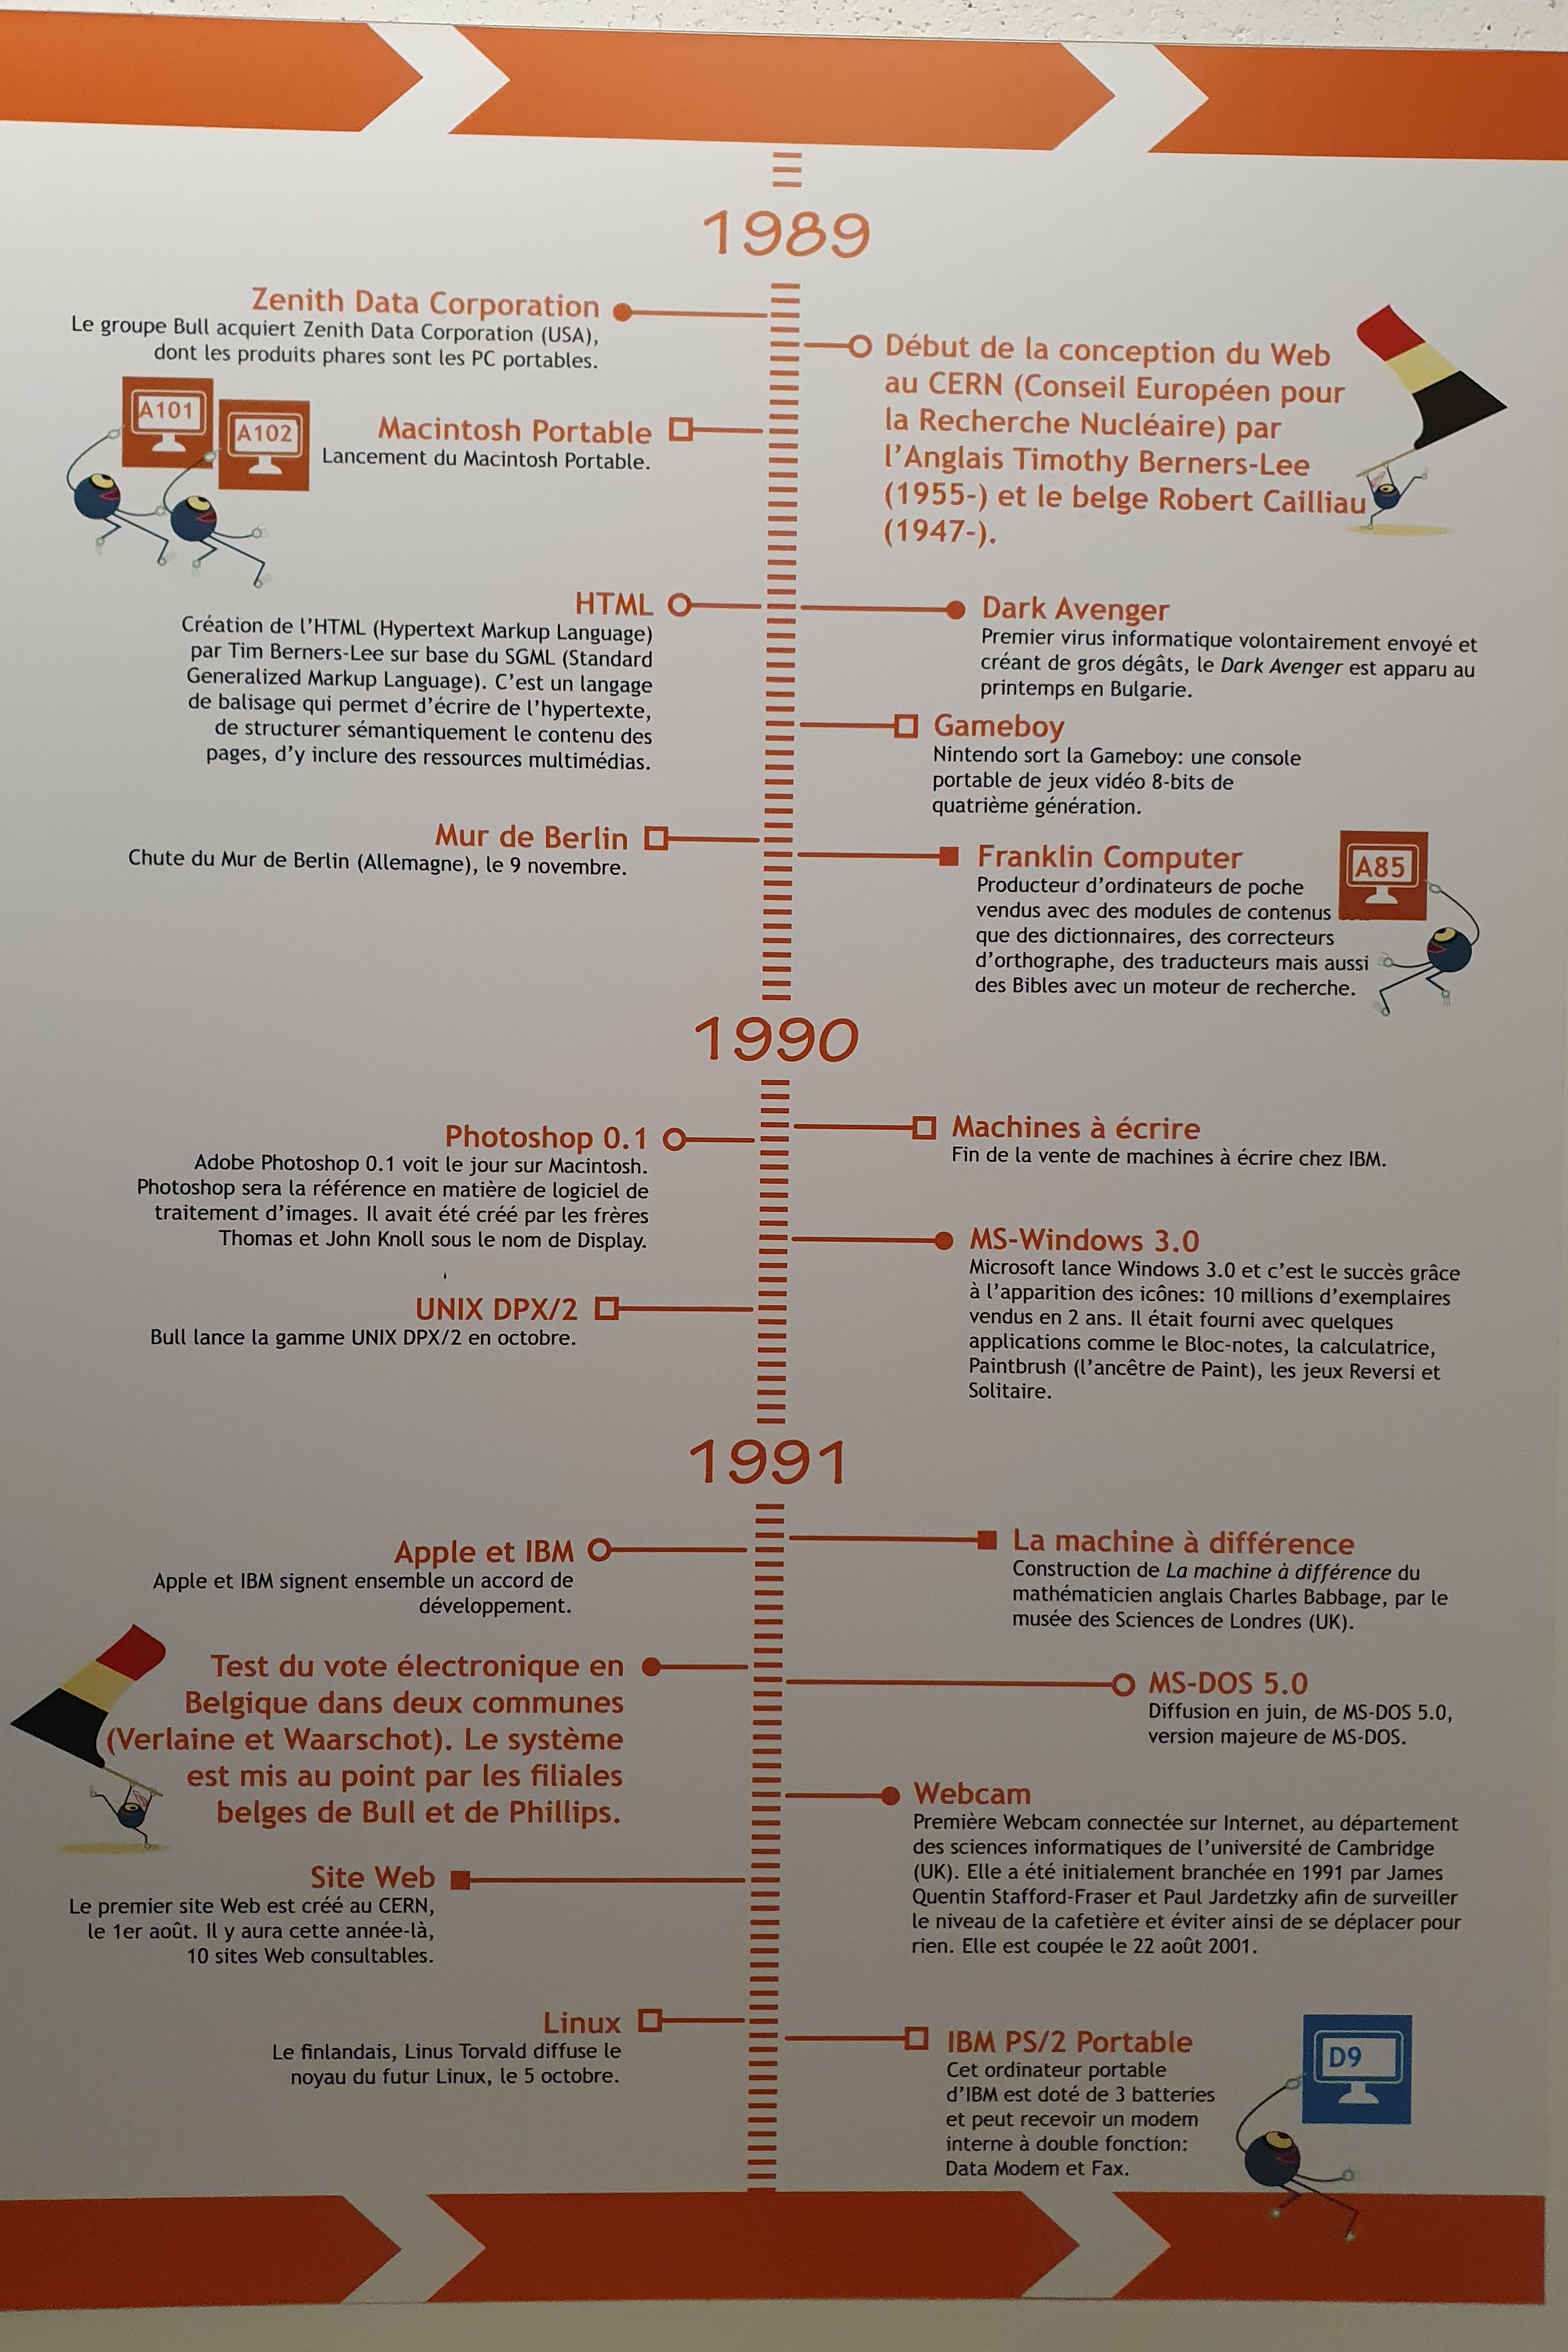 1989
Zenith Data Corporation
Le groupe Bull acquiert Zenith Data Corporation (USA),
dont les produits phares sont les PC portables.
Début de la conception du Web
au CERN (Conseil Européen pour
la Recherche Nucléaire) par
l'Anglais Timothy Berners-Lee
(1955-) et le belge Robert Cailliau
(1947-).
A101
A102
Macintosh Portable
Lancement du Macintosh Portable.
HTML
Création de l'HTML (Hypertext Markup Language)
par Tim Berners-Lee sur base du SGML (Standard
Generalized Markup Language). C'est un langage
de balisage qui permet d'écrire de l'hypertexte,
de structurer sémantiquement le contenu des
pages, d'y inclure des ressources multimédias.
Dark Avenger
Premier virus informatique volontairement envoyé et
créant de gros dégâts, le Dark Avenger est apparu au
printemps en Bulgarie.
Gameboy
Nintendo sort la Gameboy: une console
portable de jeux vidéo 8-bits de
quatrième génération.
Mur de Berlin
Chute du Mur de Berlin (Allemagne), le 9 novembre.
Franklin Computer
Producteur d'ordinateurs de poche
vendus avec des modules de contenus
que des dictionnaires, des correcteurs
d'orthographe, des traducteurs mais aussi
des Bibles avec un moteur de recherche.
A85
1990
Photoshop 0.1
Adobe Photoshop 0.1 voit le jour sur Macintosh.
Photoshop sera la référence en matière de logiciel de
traitement d'images. Il avait été créé par les frères
Thomas et John Knoll sous le nom de Display.
Machines à écrire
Fin de la vente de machines à écrire chez IBM.
MS-Windows 3.0
Microsoft lance Windows 3.0 et c'est le succès grâce
à l'apparition des icônes: 10 millions d'exemplaires
vendus en 2 ans. Il était fourni avec quelques
applications comme le Bloc-notes, la calculatrice,
Paintbrush (l'ancêtre de Paint), les jeux Reversi et
Solitaire.
UNIX DPX/2
Bull lance la gamme UNIX DPX/2 en octobre.
1991
Apple et IBM
Apple et IBM signent ensemble un accord de
développement.
La machine à différence
Construction de La machine à différence du
mathématicien anglais Charles Babbage, par le
musée des Sciences de Londres (UK).
Test du vote électronique en
Belgique dans deux communes
(Verlaine et Waarschot). Le système
est mis au point par les filiales
belges de Bull et de Phillips.
MS-DOS 5.0
Diffusion en juin, de MS-DOS 5.0,
version majeure de MS-DOS.
Webcam
Première Webcam connectée sur Internet, au département
des sciences informatiques de l'université de Cambridge
(UK). Elle a été initialement branchée en 1991 par James
Quentin Stafford-Fraser et Paul Jardetzky afin de surveiller
le niveau de la cafetière et éviter ainsi de se déplacer pour
rien. Elle est coupée le 22 août 2001.
Site Web
Le premier site Web est créé au CERN,
le 1er août. Il y aura cette année-là,
10 sites Web consultables.
Linux
Le finlandais, Linus Torvald diffuse le
noyau du futur Linux, le 5 octobre.
IBM PS/2 Portable
Cet ordinateur portable
d'IBM est doté de 3 batteries
et peut recevoir un modem
interne à double fonction:
Data Modem et Fax.
D9